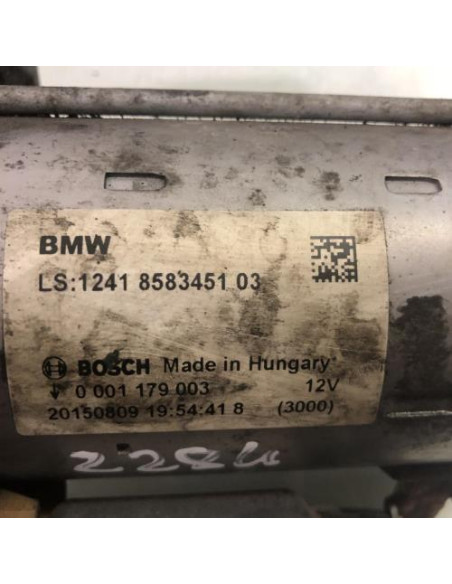 BMW
LS:1241 8583451 03
BOSCH Made in Hungary
0 001 179 003 12V
20150809 19:54:41 8 (3000)
2284